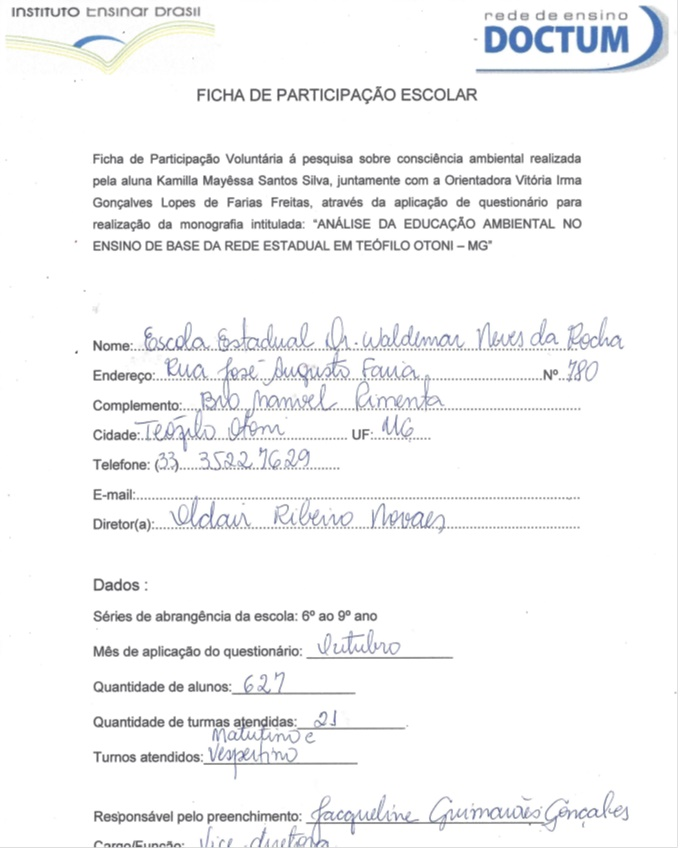 INSTITUTO ENSINAR BRASIL
rede de ensino
DOCTUM
FICHA DE PARTICIPAÇÃO ESCOLAR
Ficha de Participação Voluntária á pesquisa sobre consciência ambiental realizada
pela aluna Kamilla Mayêssa Santos Silva, juntamente com a Orientadora Vitória Irma
Gonçalves Lopes de Farias Freitas, através da aplicação de questionário para
realização da monografia intitulada: “ANÁLISE DA EDUCAÇÃO AMBIENTAL NO
ENSINO DE BASE DA REDE ESTADUAL EM TEÓFILO OTONI – MG”
Nome: Escola Estadual Dr. Waldemar Neves da Rocha
Endereço: Rua José Augusto Faria Nº 780
Complemento: Bro Manoel Pimenta
Cidade: Teófilo Otoni UF: MG
Telefone: (33) 3522 7629
E-mail:
Diretor(a): Oldair Ribeiro Novaes
Dados :
Séries de abrangência da escola: 6º ao 9º ano
Mês de aplicação do questionário: Outubro
Quantidade de alunos: 627
Quantidade de turmas atendidas: 21
Matutino e
Turnos atendidos: Vespertino
Responsável pelo preenchimento: Jacqueline Guimarães Gonçalves
Cargo/Função: Vice diretora